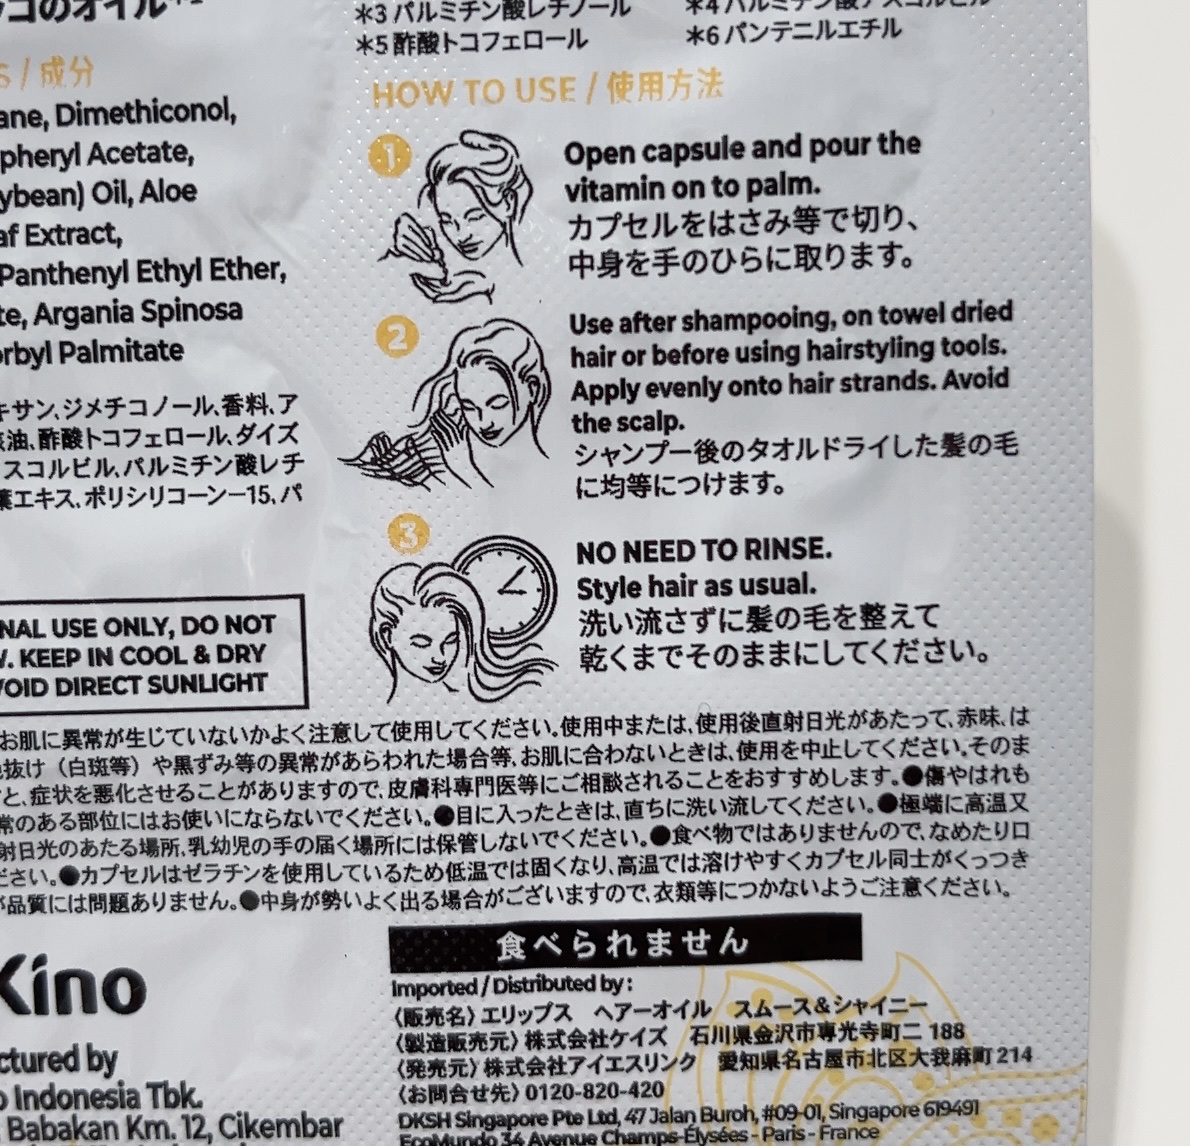 コのオイル
*3 パルミチン酸レチノール
*5 酢酸トコフェロール
*6 パンテニルエチル
S / 成分
ane, Dimethiconol,
pheryl Acetate,
ybean) Oil, Aloe
af Extract,
Panthenyl Ethyl Ether,
te, Argania Spinosa
orbyl Palmitate
キサン､ジメチコノール､香料､ア
油､酢酸トコフェロール､ダイズ
スコルビル､パルミチン酸レチ
葉エキス､ポリシリコーンー15､パ
NAL USE ONLY, DO NOT
. KEEP IN COOL & DRY
VOID DIRECT SUNLIGHT
HOW TO USE / 使用方法
1
Open capsule and pour the
vitamin on to palm.
カプセルをはさみ等で切り、
中身を手のひらに取ります。
2
Use after shampooing, on towel dried
hair or before using hairstyling tools.
Apply evenly onto hair strands. Avoid
the scalp.
シャンプー後のタオルドライした髪の毛
に均等につけます。
3
NO NEED TO RINSE.
Style hair as usual.
洗い流さずに髪の毛を整えて
乾くまでそのままにしてください。
お肌に異常が生じていないかよく注意して使用してください｡使用中または､使用後直射日光があたって､赤味､は
抜け（白斑等）や黒ずみ等の異常があらわれた場合等､お肌に合わないときは､使用を中止してください｡そのま
と､症状を悪化させることがありますので､皮膚科専門医等にご相談されることをおすすめします｡●傷やはれも
常のある部位にはお使いにならないでください｡●目に入ったときは､直ちに洗い流してください｡●極端に高温又
射日光のあたる場所､乳幼児の手の届く場所には保管しないでください｡●食べ物ではありませんので､なめたり口
ださい｡●カプセルはゼラチンを使用しているため低温では固くなり､高温では溶けやすくカプセル同士がくっつき
品質には問題ありません｡●中身が勢いよく出る場合がございますので､衣類等につかないようご注意ください｡
Kino
ctured by
o Indonesia Tbk.
Babakan Km. 12, Cikembar
食べられません
Imported / Distributed by :
〈販売名〉エリップス ヘアーオイル スムース＆シャイニー
〈製造販売元〉株式会社ケイズ 石川県金沢市専光寺町ニ 188
〈発売元〉株式会社アイエスリンク 愛知県名古屋市北区大我麻町 214
〈お問合せ先〉0120-820-420
DKSH Singapore Pte Ltd, 47 Jalan Buroh, #09-01, Singapore 619491
EcoMundo 34 Avenue Champs-Élysées - Paris - France